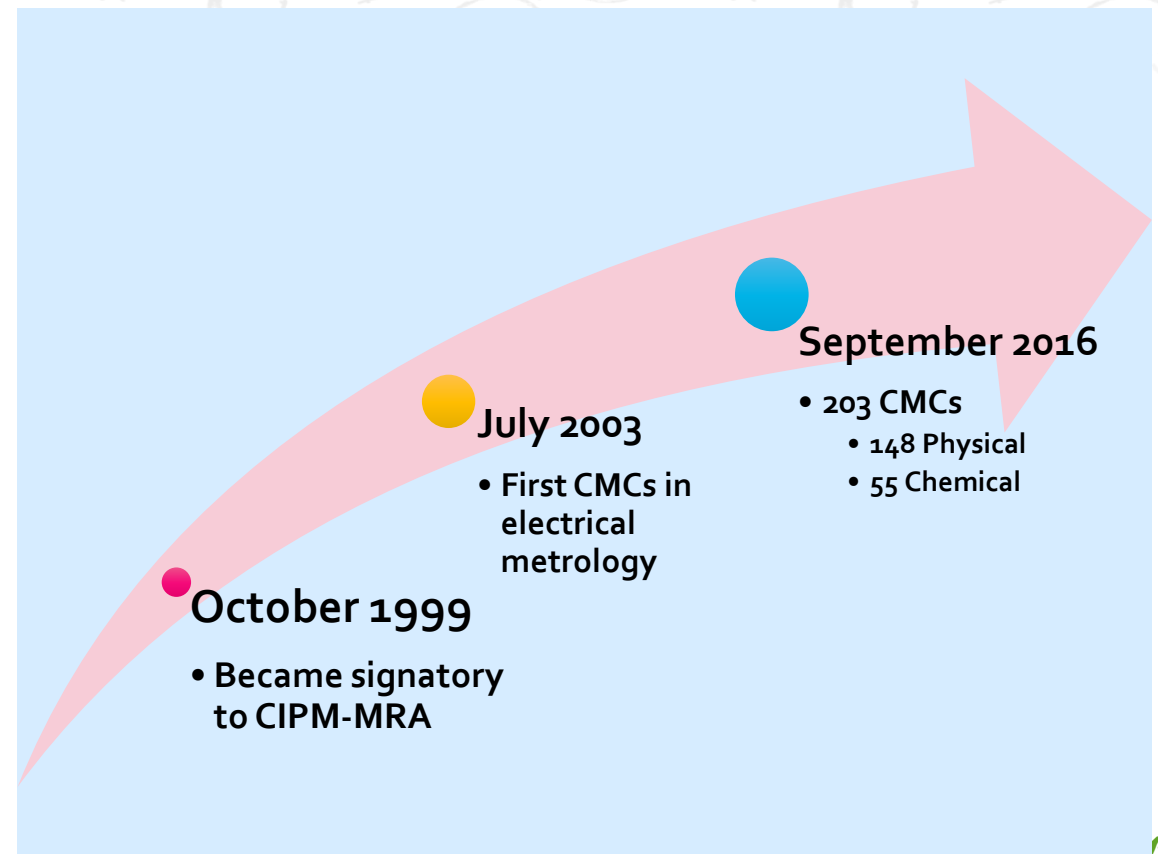 October 1999
• Became signatory
to CIPM-MRA
July 2003
• First CMCs in
electrical
metrology
September 2016
• 203 CMCs
• 148 Physical
• 55 Chemical